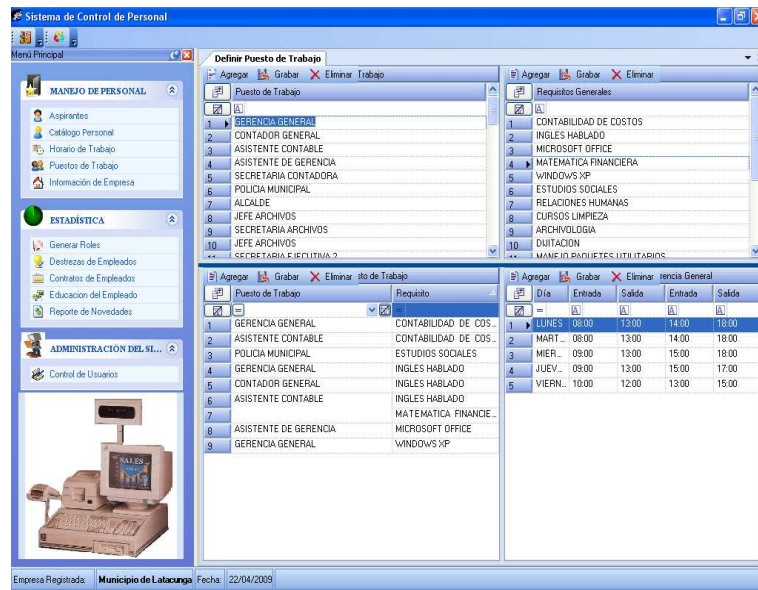 Sistema de Control de Personal
Menú Principal
MANEJO DE PERSONAL
Aspirantes
Catálogo Personal
Horario de Trabajo
Puestos de Trabajo
Información de Empresa
ESTADÍSTICA
Generar Roles
Destrezas de Empleados
Contratos de Empleados
Educacion del Empleado
Reporte de Novedades
ADMINISTRACIÓN DEL SI...
Control de Usuarios
SALES
Definir Puesto de Trabajo
Agregar Grabar Eliminar Trabajo
Puesto de Trabajo
1 GERENCIA GENERAL
2 CONTADOR GENERAL
3 ASISTENTE CONTABLE
4 ASISTENTE DE GERENCIA
5 SECRETARIA CONTADORA
6 POLICIA MUNICIPAL
7 ALCALDE
8 JEFE ARCHIVOS
9 SECRETARIA ARCHIVOS
10 JEFE ARCHIVOS
SECRETARIA EJECUTIVA 2
Agregar Grabar Eliminar
Requisitos Generales
1 CONTABILIDAD DE COSTOS
2 INGLES HABLADO
3 MICROSOFT OFFICE
4 MATEMATICA FINANCIERA
5 WINDOWS XP
6 ESTUDIOS SOCIALES
7 RELACIONES HUMANAS
8 CURSOS LIMPIEZA
9 ARCHIVOLOGIA
10 DIJITACION
MANEJO PAQUETES UTILITARIOS
Agregar Grabar Eliminar sto de Trabajo
Puesto de Trabajo Requisito
= =
1 GERENCIA GENERAL CONTABILIDAD DE COS...
2 ASISTENTE CONTABLE CONTABILIDAD DE COS...
3 POLICIA MUNICIPAL ESTUDIOS SOCIALES
4 GERENCIA GENERAL INGLES HABLADO
5 CONTADOR GENERAL INGLES HABLADO
6 ASISTENTE CONTABLE INGLES HABLADO
7 MATEMATICA FINANCIE...
8 ASISTENTE DE GERENCIA MICROSOFT OFFICE
9 GERENCIA GENERAL WINDOWS XP
Agregar Grabar Eliminar rencia General
Día Entrada Salida Entrada Salida
= A A A A
1 LUNES 08:00 13:00 14:00 18:00
2 MART... 08:00 13:00 14:00 18:00
3 MIER... 09:00 13:00 15:00 18:00
4 JUEV... 09:00 13:00 15:00 17:00
5 VIERN... 10:00 12:00 13:00 15:00
Empresa Registrada: Municipio de Latacunga Fecha: 22/04/2009